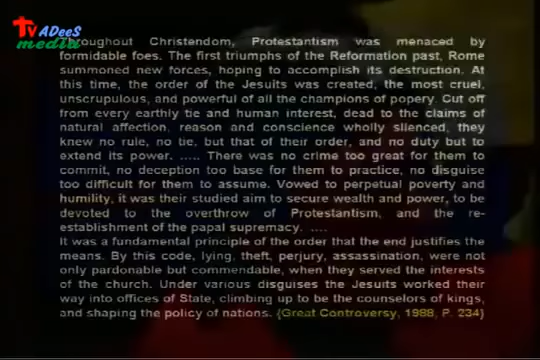 Tv ADeeS
media
Throughout Christendom, Protestantism was menaced by
formidable foes. The first triumphs of the Reformation past, Rome
summoned new forces, hoping to accomplish its destruction. At
this time, the order of the Jesuits was created, the most cruel,
unscrupulous, and powerful of all the champions of popery. Cut off
from every earthly tie and human interest, dead to the claims of
natural affection, reason and conscience wholly silenced, they
knew no rule, no tie, but that of their order, and no duty but to
extend its power. ..... There was no crime too great for them to
commit, no deception too base for them to practice, no disguise
too difficult for them to assume. Vowed to perpetual poverty and
humility, it was their studied aim to secure wealth and power, to be
devoted to the overthrow of Protestantism, and the re-
establishment of the papal supremacy. ....
It was a fundamental principle of the order that the end justifies the
means. By this code, lying, theft, perjury, assassination, were not
only pardonable but commendable, when they served the interests
of the church. Under various disguises the Jesuits worked their
way into offices of State, climbing up to be the counselors of kings,
and shaping the policy of nations. {Great Controversy, 1988, P. 234}